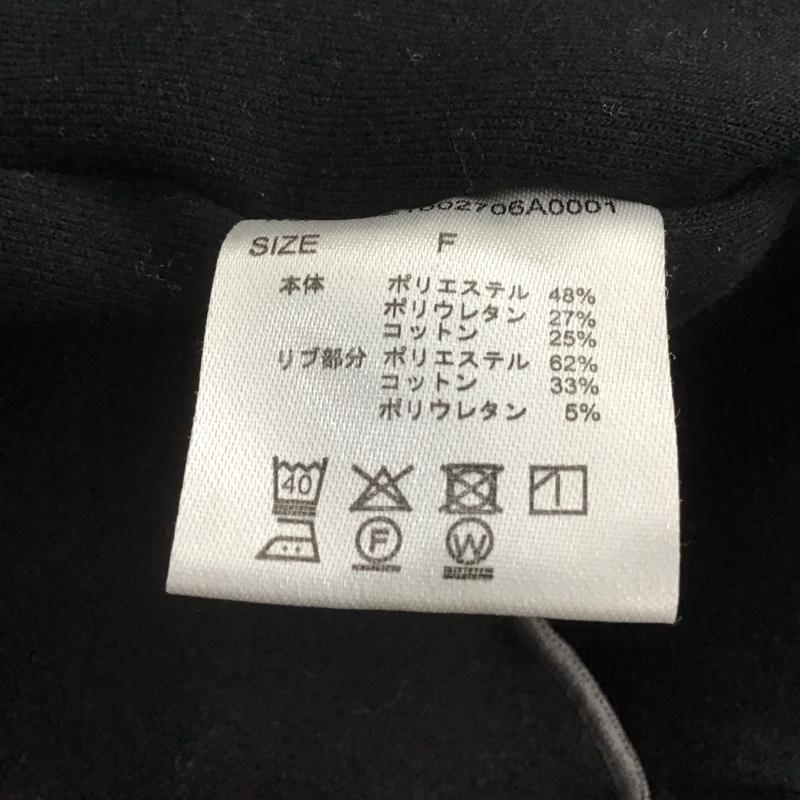 SIZE F
本体 ポリエステル 48%
ポリウレタン 27%
コットン 25%
リブ部分 ポリエステル 62%
コットン 33%
ポリウレタン 5%
40
F W